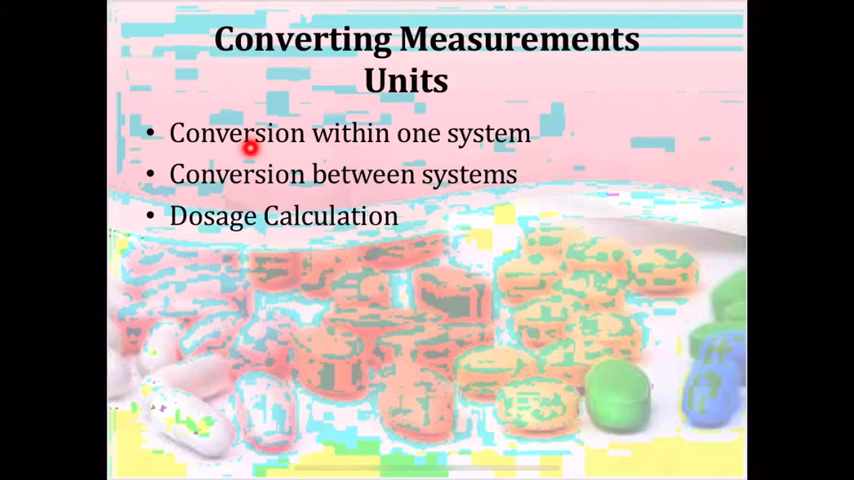 Converting Measurements
Units
• Conversion within one system
• Conversion between systems
• Dosage Calculation